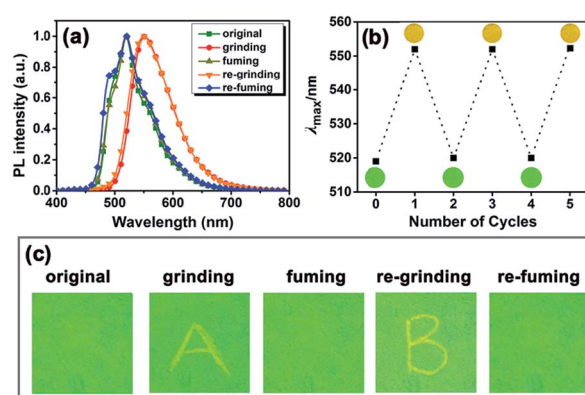 (a)
original
grinding
fuming
re-grinding
re-fuming
PL intensity (a.u.)
1.0
0.8
0.6
0.4
0.2
0.0
400 500 600 700 800
Wavelength (nm)
(b)
λmax/nm
560
550
540
530
520
510
0 1 2 3 4 5
Number of Cycles
(c)
original grinding fuming re-grinding re-fuming
A B